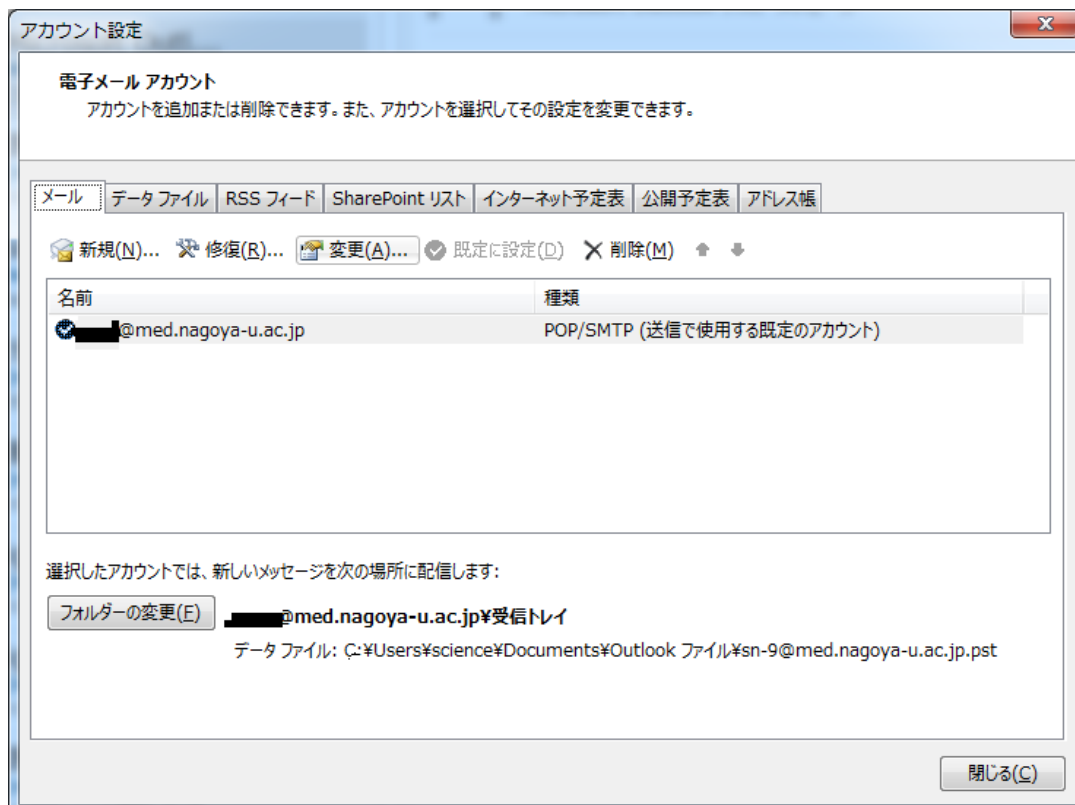 アカウント設定
電子メール アカウント
アカウントを追加または削除できます。また、アカウントを選択してその設定を変更できます。
メール データ ファイル RSS フィード SharePoint リスト インターネット予定表 公開予定表 アドレス帳
新規(N)... 修復(R)... 変更(A)... 既定に設定(D) 削除(M)
名前 種類
@med.nagoya-u.ac.jp POP/SMTP (送信で使用する既定のアカウント)
選択したアカウントでは、新しいメッセージを次の場所に配信します:
フォルダーの変更(F) @med.nagoya-u.ac.jp¥受信トレイ
データ ファイル: C:¥Users¥science¥Documents¥Outlook ファイル¥sn-9@med.nagoya-u.ac.jp.pst
閉じる(C)